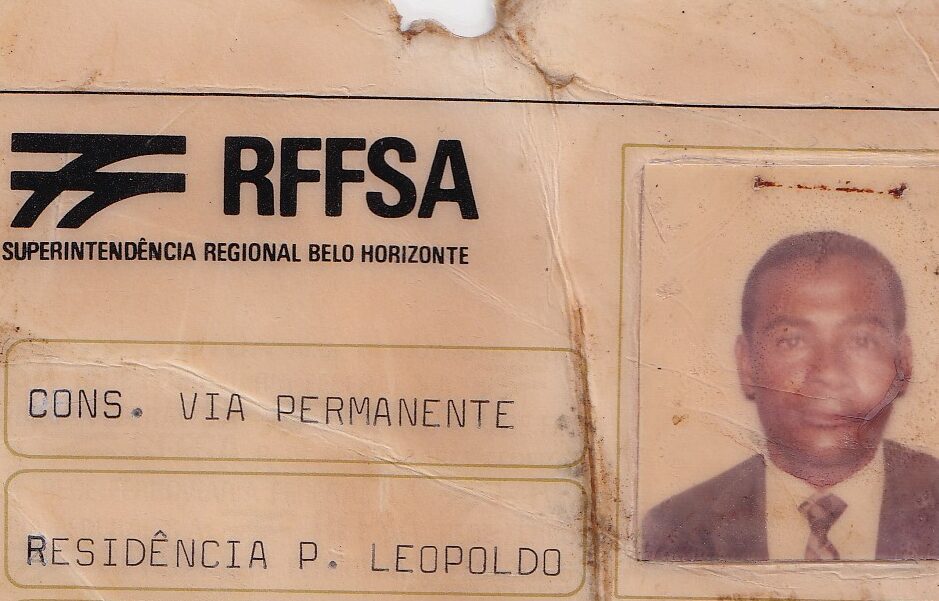 RFFSA
SUPERINTENDÊNCIA REGIONAL BELO HORIZONTE
CONS. VIA PERMANENTE
RESIDÊNCIA P. LEOPOLDO